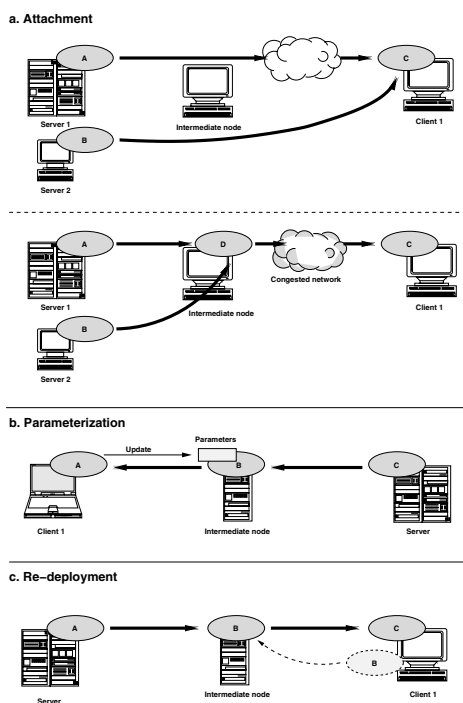 a. Attachment
A
C
Server 1
Intermediate node
Client 1
B
Server 2
A
D
C
Congested network
Server 1
Intermediate node
Client 1
B
Server 2
b. Parameterization
Parameters
Update
A
B
C
Client 1
Intermediate node
Server
c. Re−deployment
A
B
C
B
Server
Intermediate node
Client 1